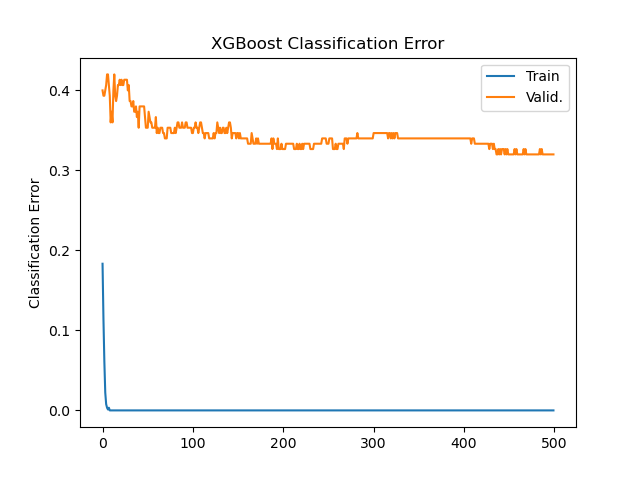 XGBoost Classification Error
Train
Valid.
Classification Error
0.4
0.3
0.2
0.1
0.0
0 100 200 300 400 500